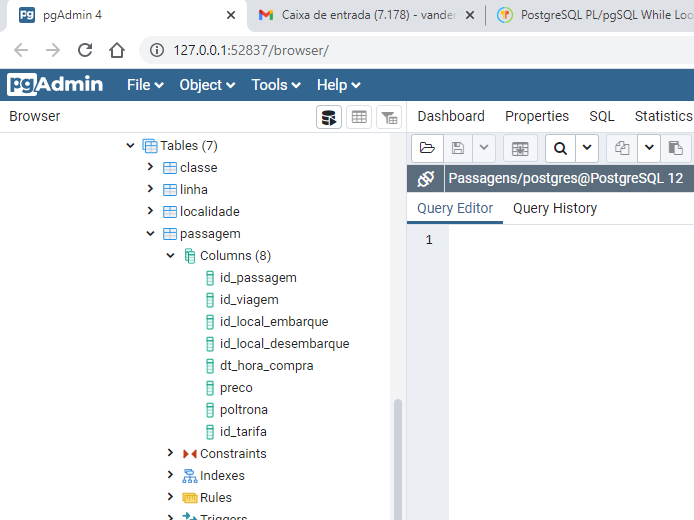 pgAdmin 4
Caixa de entrada (7.178) - vander
PostgreSQL PL/pgSQL While Loo
127.0.0.1:52837/browser/
pgAdmin File Object Tools Help
Browser
Dashboard Properties SQL Statistics
Tables (7)
classe
linha
localidade
passagem
Columns (8)
id_passagem
id_viagem
id_local_embarque
id_local_desembarque
dt_hora_compra
preco
poltrona
id_tarifa
Constraints
Indexes
Rules
Triggers
Passagens/postgres@PostgreSQL 12
Query Editor Query History
1